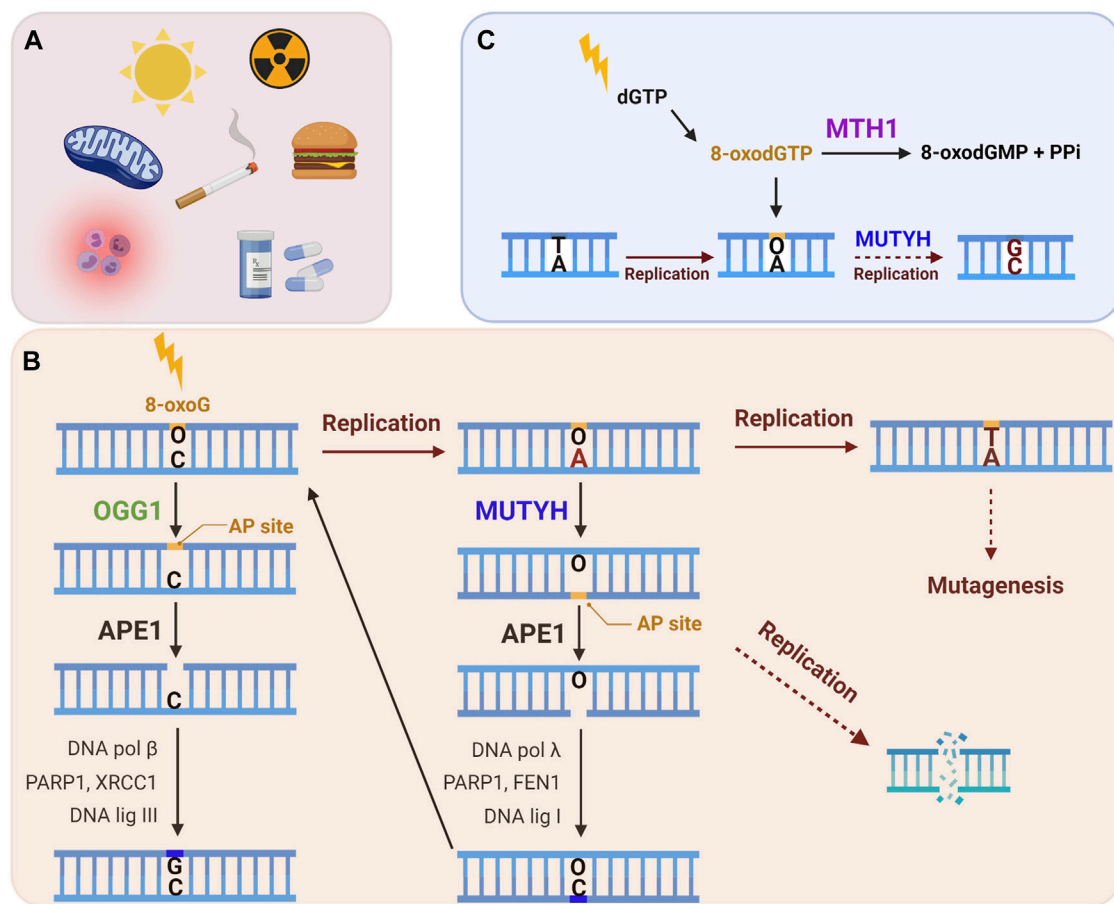 A
Rx
C
dGTP
8-oxodGTP
MTH1
8-oxodGMP + PPi
T
A
Replication
O
A
MUTYH
Replication
G
C
B
8-oxoG
O
C
Replication
O
A
Replication
T
A
OGG1
AP site
C
MUTYH
O
AP site
Mutagenesis
APE1
C
APE1
O
Replication
DNA pol β
PARP1, XRCC1
DNA lig III
DNA pol λ
PARP1, FEN1
DNA lig I
G
C
O
C